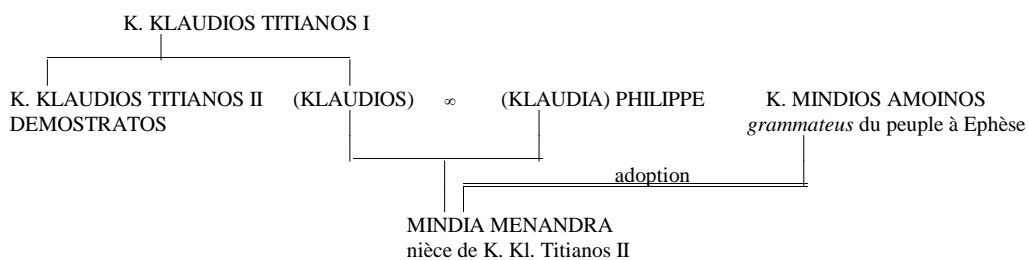 K. KLAUDIOS TITIANOS I
K. KLAUDIOS TITIANOS II (KLAUDIOS) ∞ (KLAUDIA) PHILIPPE K. MINDIOS AMOINOS
DEMOSTRATOS grammateus du peuple à Ephèse
adoption
MINDIA MENANDRA
nièce de K. Kl. Titianos II